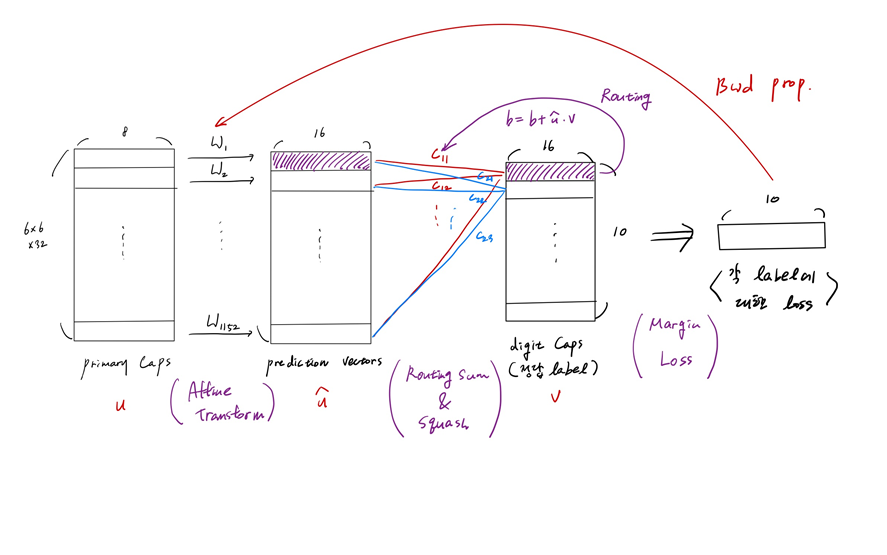 Bwd prop.
Routing
b = b + û · v
8
16
16
10
W₁
W₂
W₁₁₅₂
C₁₁
C₂₁
C₁₂
C₂₂
C₂₃
6×6
×32
10
primary Caps
u
(Affine
Transform)
prediction vectors
û
(Routing Sum
&
Squash)
digit Caps
(정답 label)
v
(Margin
Loss)
<각 label에
대한 loss>